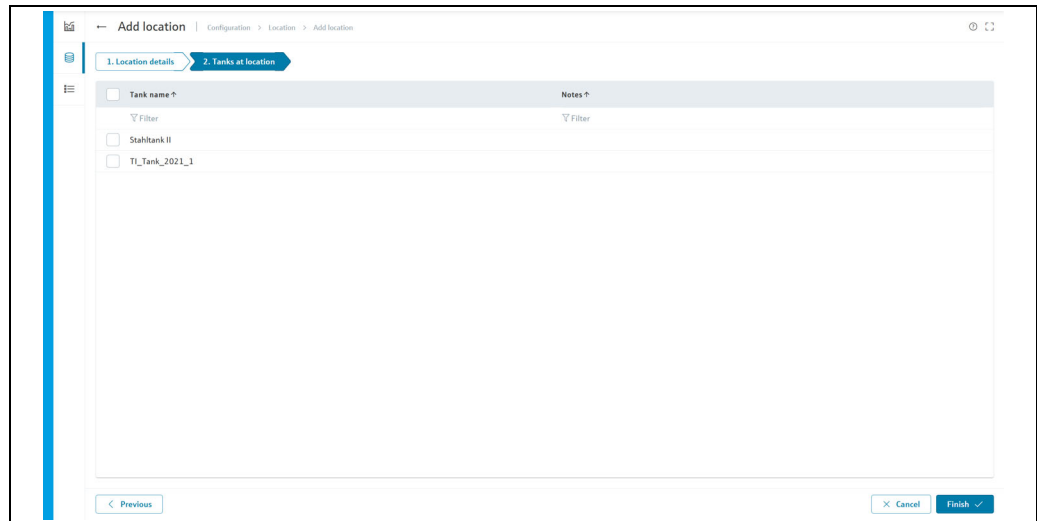 ← Add location | Configuration > Location > Add location
1. Location details 2. Tanks at location
Tank name ↑ Notes ↑
Filter Filter
Stahltank II
TI_Tank_2021_1
< Previous × Cancel Finish ✓